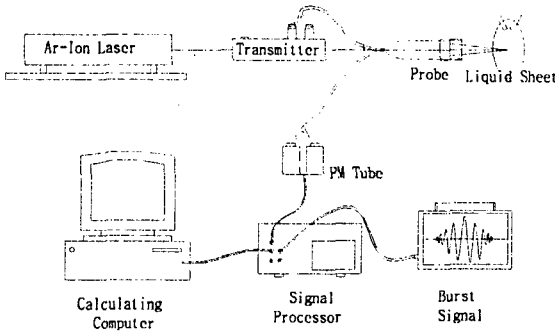 Ar-Ion Laser
Transmitter
Probe
Liquid Sheet
PM Tube
Calculating
Computer
Signal
Processor
Burst
Signal